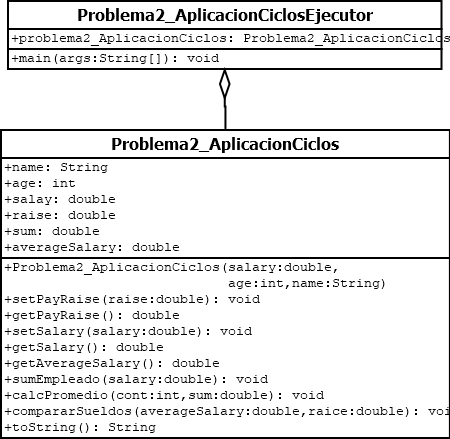 Problema2_AplicacionCiclosEjecutor
+problema2_AplicacionCiclos: Problema2_AplicacionCiclos
+main(args:String[]): void
Problema2_AplicacionCiclos
+name: String
+age: int
+salay: double
+raise: double
+sum: double
+averageSalary: double
+Problema2_AplicacionCiclos(salary:double,
age:int,name:String)
+setPayRaise(raise:double): void
+getPayRaise(): double
+setSalary(salary:double): void
+getSalary(): double
+getAverageSalary(): double
+sumEmpleado(salary:double): void
+calcPromedio(cont:int,sum:double): void
+compararSueldos(averageSalary:double,raice:double): void
+toString(): String